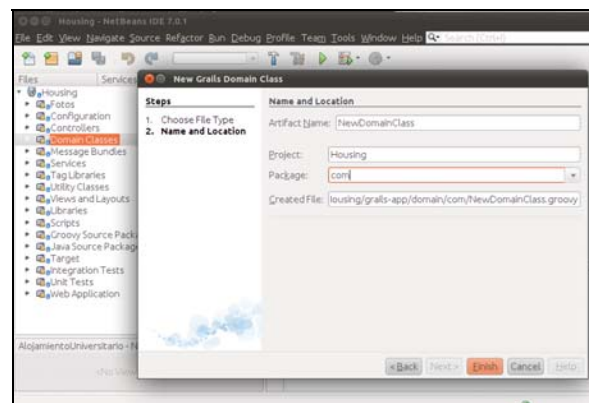 Housing - NetBeans IDE 7.0.1
File Edit View Navigate Source Refactor Run Debug Profile Team Tools Window Help Search (Ctrl+I)
Files Services
Housing
Fotos
Configuration
Controllers
Domain Classes
Message Bundles
Services
Tag Libraries
Utility Classes
Views and Layouts
Libraries
Scripts
Groovy Source Packa
Java Source Package
Target
Integration Tests
Unit Tests
Web Application
AlojamientoUniversitario - N
<No View
New Grails Domain Class
Steps
1. Choose File Type
2. Name and Location
Name and Location
Artifact Name: NewDomainClass
Project: Housing
Package: com
Created File: lousing/grails-app/domain/com/NewDomainClass.groovy
<Back Next > Finish Cancel Help